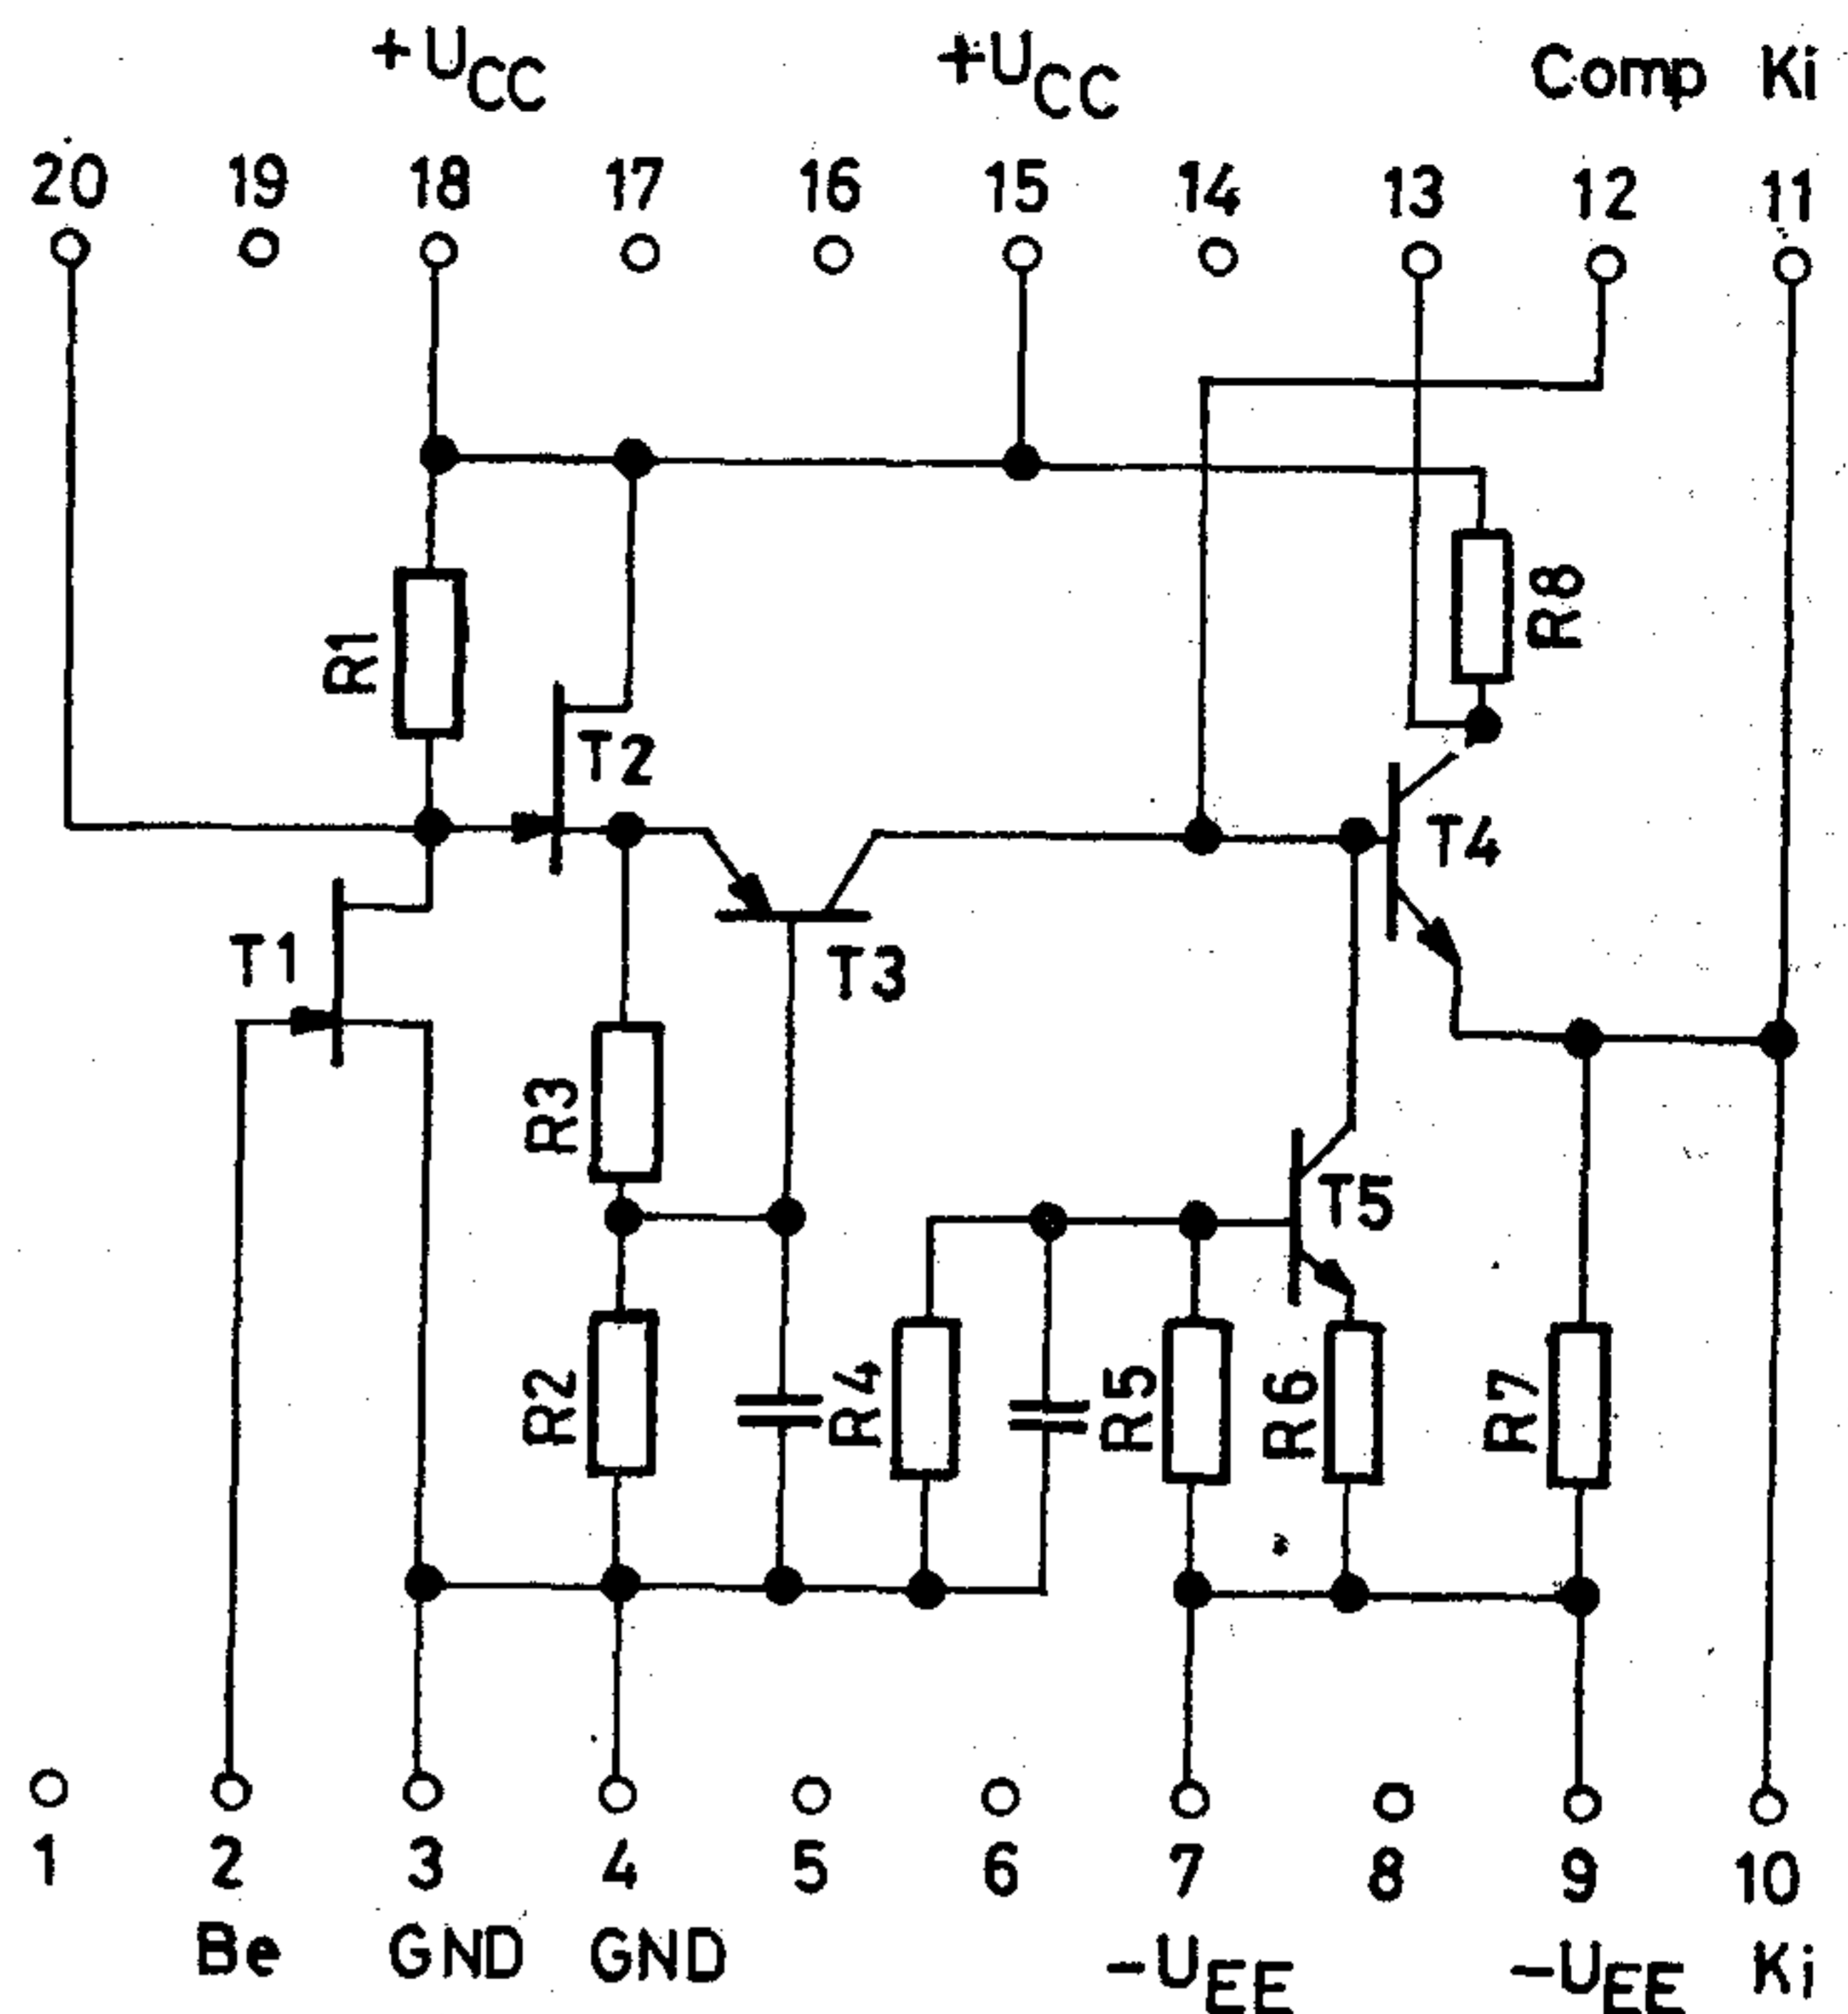 +UCC +UCC Comp Ki
20 19 18 17 16 15 14 13 12 11
R8
R1
T2
T4
T1
T3
R3
T5
R2 R4 R5 R6 R7
1 2 3 4 5 6 7 8 9 10
Be GND GND -UEE -UEE Ki